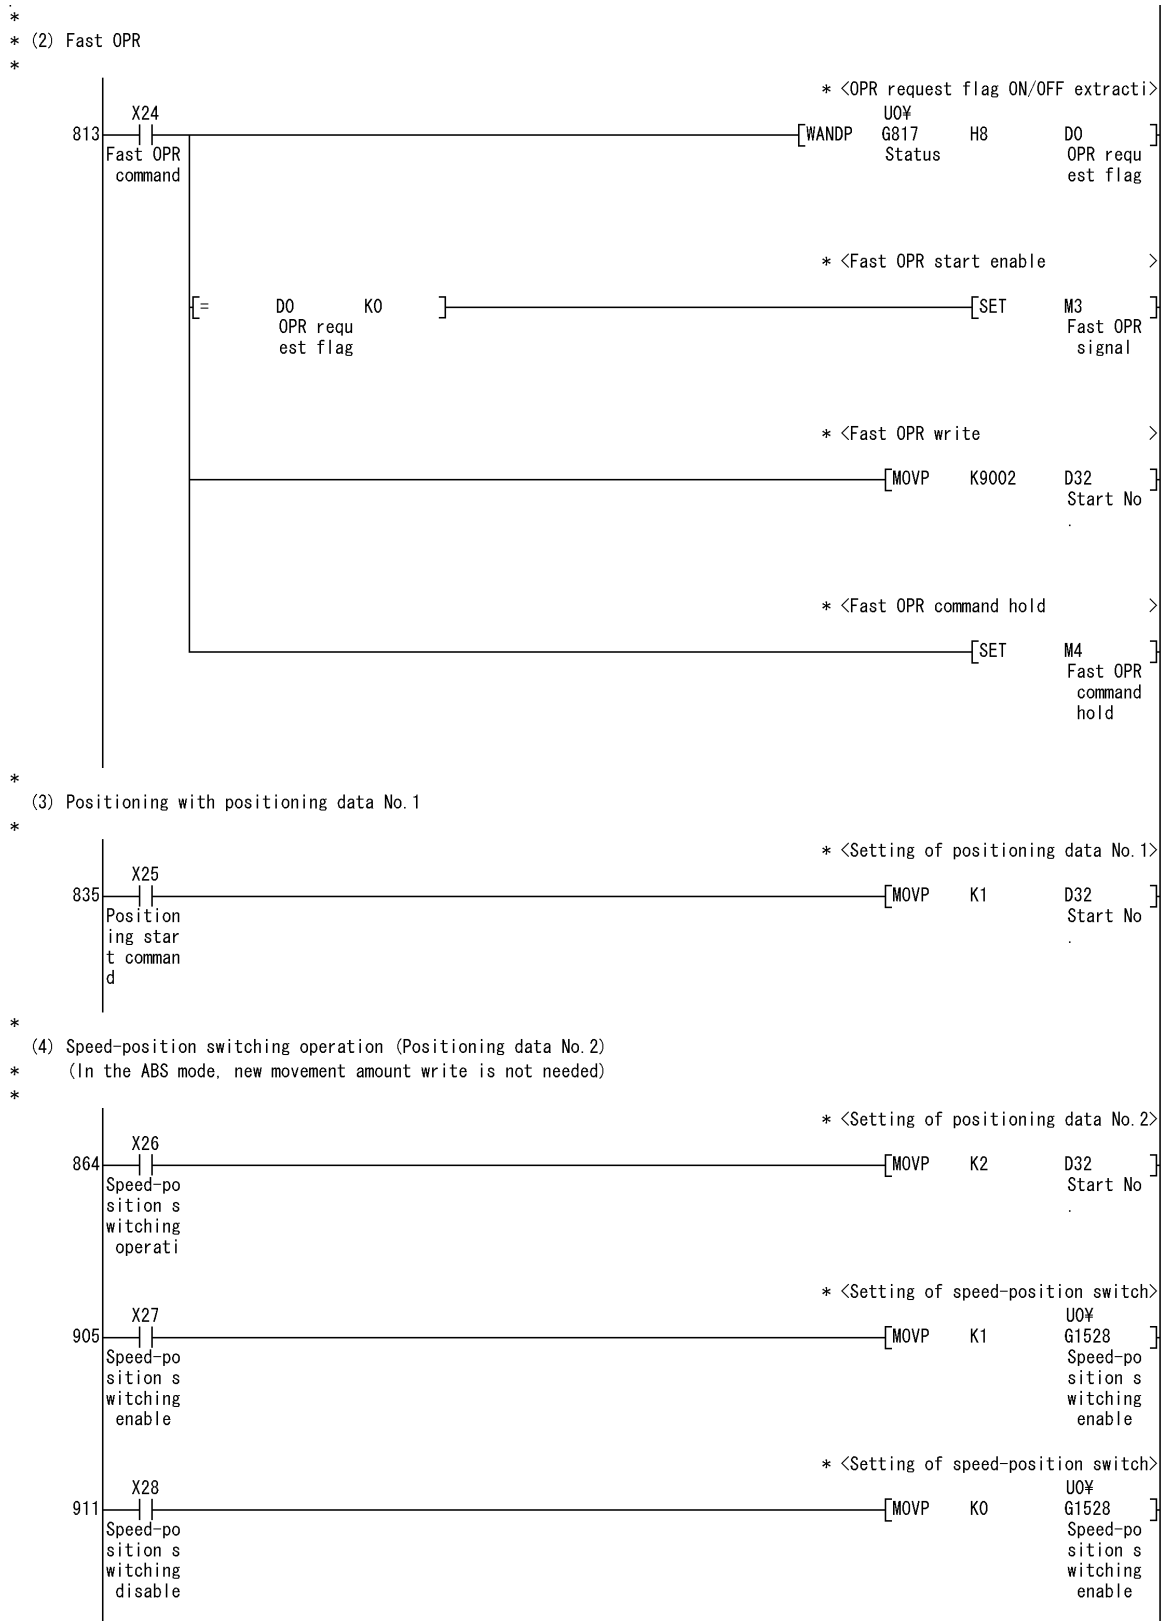 *
* (2) Fast OPR
*
* <OPR request flag ON/OFF extracti>
X24 U0¥
813 [WANDP G817 H8 D0 ]
Fast OPR Status OPR requ
command est flag
* <Fast OPR start enable >
[= D0 K0 ] [SET M3 ]
OPR requ Fast OPR
est flag signal
* <Fast OPR write >
[MOVP K9002 D32 ]
Start No
.
* <Fast OPR command hold >
[SET M4 ]
Fast OPR
command
hold
*
(3) Positioning with positioning data No.1
*
* <Setting of positioning data No.1>
X25
835 [MOVP K1 D32 ]
Position Start No
ing star .
t comman
d
*
(4) Speed-position switching operation (Positioning data No.2)
* (In the ABS mode, new movement amount write is not needed)
*
* <Setting of positioning data No.2>
X26
864 [MOVP K2 D32 ]
Speed-po Start No
sition s .
witching
operati
* <Setting of speed-position switch>
X27 U0¥
905 [MOVP K1 G1528 ]
Speed-po Speed-po
sition s sition s
witching witching
enable enable
* <Setting of speed-position switch>
X28 U0¥
911 [MOVP K0 G1528 ]
Speed-po Speed-po
sition s sition s
witching witching
disable enable